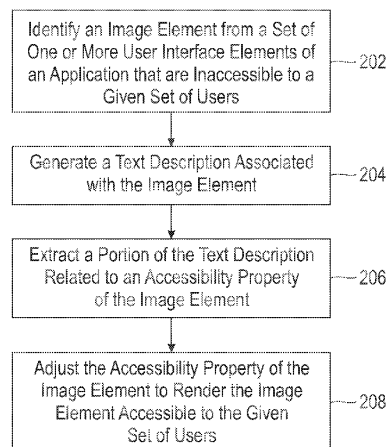 Identify an Image Element from a Set of
One or More User Interface Elements of
an Application that are Inaccessible to a
Given Set of Users
202
Generate a Text Description Associated
with the Image Element
204
Extract a Portion of the Text Description
Related to an Accessibility Property
of the Image Element
206
Adjust the Accessibility Property of the
Image Element to Render the Image
Element Accessible to the Given
Set of Users
208